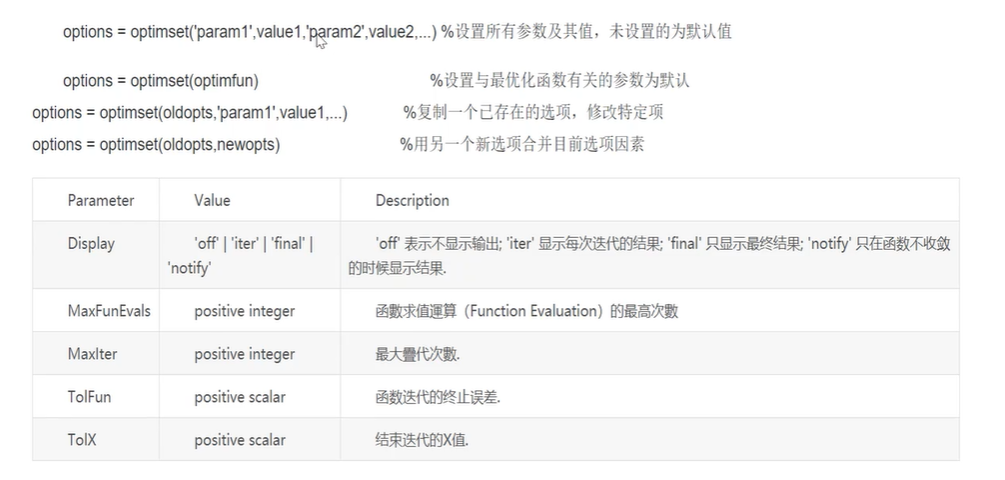 options = optimset('param1',value1,'param2',value2,...) %设置所有参数及其值，未设置的为默认值
options = optimset(optimfun) %设置与最优化函数有关的参数为默认
options = optimset(oldopts,'param1',value1,...) %复制一个已存在的选项，修改特定项
options = optimset(oldopts,newopts) %用另一个新选项合并目前选项因素
Parameter Value Description
Display 'off' | 'iter' | 'final' | 'notify' 'off' 表示不显示输出; 'iter' 显示每次迭代的结果; 'final' 只显示最终结果; 'notify' 只在函数不收敛的时候显示结果.
MaxFunEvals positive integer 函數求值運算（Function Evaluation）的最高次數
MaxIter positive integer 最大疊代次數.
TolFun positive scalar 函数迭代的终止误差.
TolX positive scalar 结束迭代的X值.